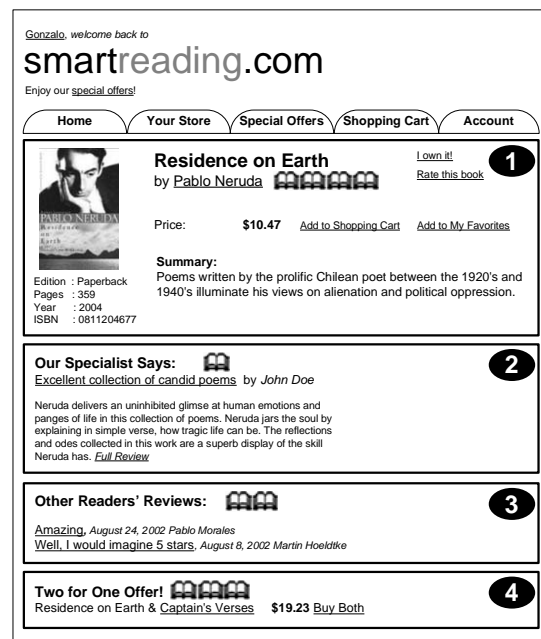 Gonzalo, welcome back to
smartreading.com
Enjoy our special offers!
Home Your Store Special Offers Shopping Cart Account
Residence on Earth
by Pablo Neruda
I own it!
Rate this book
1
Price: $10.47 Add to Shopping Cart Add to My Favorites
Summary:
Poems written by the prolific Chilean poet between the 1920's and
1940's illuminate his views on alienation and political oppression.
PABLO NERUDA
Residence
on
Earth
Edition : Paperback
Pages : 359
Year : 2004
ISBN : 0811204677
Our Specialist Says:
2
Excellent collection of candid poems by John Doe
Neruda delivers an uninhibited glimse at human emotions and
panges of life in this collection of poems. Neruda jars the soul by
explaining in simple verse, how tragic life can be. The reflections
and odes collected in this work are a superb display of the skill
Neruda has. Full Review
Other Readers' Reviews:
3
Amazing, August 24, 2002 Pablo Morales
Well, I would imagine 5 stars, August 8, 2002 Martin Hoeldtke
Two for One Offer!
4
Residence on Earth & Captain's Verses $19.23 Buy Both